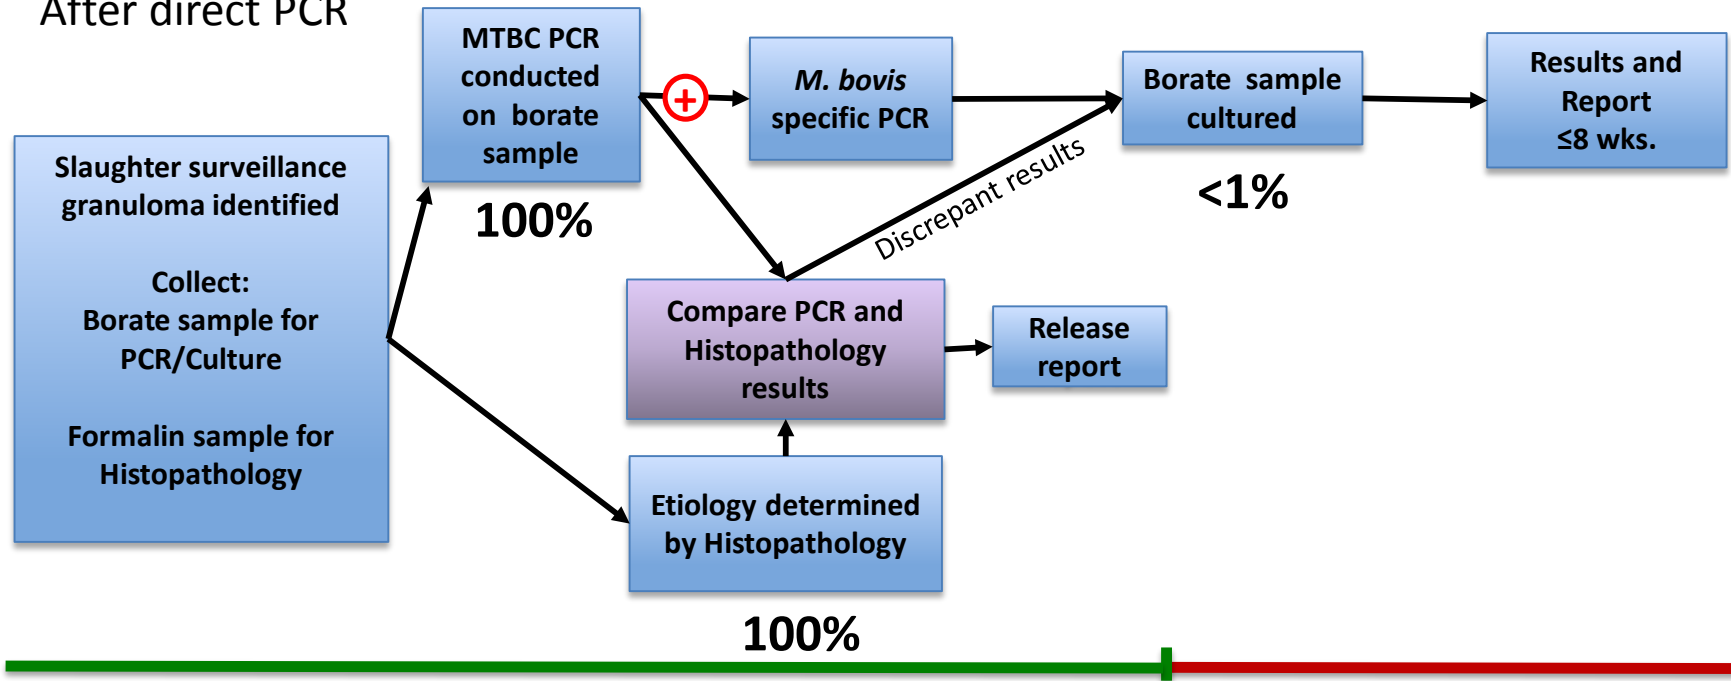 After direct PCR
MTBC PCR
conducted
on borate
sample
100%
+
M. bovis
specific PCR
Borate sample
cultured
<1%
Results and
Report
≤8 wks.
Slaughter surveillance
granuloma identified
Collect:
Borate sample for
PCR/Culture
Formalin sample for
Histopathology
Discrepant results
Compare PCR and
Histopathology
results
Release
report
Etiology determined
by Histopathology
100%